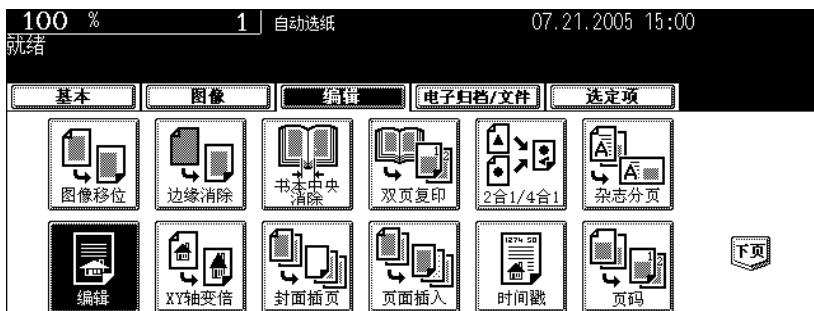 100 % 1 自动选纸 07.21.2005 15:00
就绪
基本 图像 编辑 电子归档/文件 选定项
图像移位 边缘消除 书本中央消除 双页复印 2合1/4合1 杂志分页
编辑 XY轴变倍 封面插页 页面插入 时间戳 页码 下页